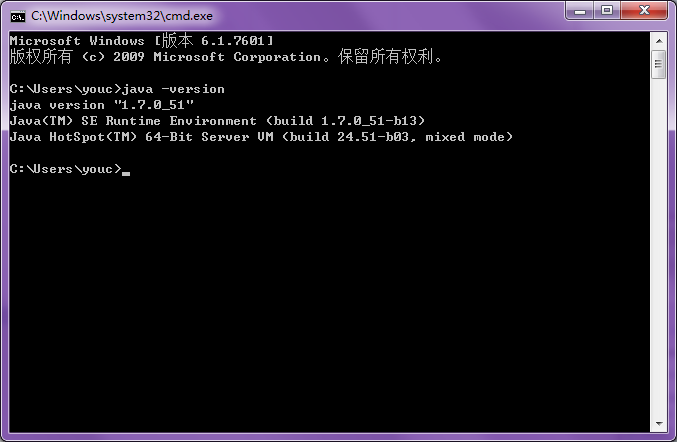 C:\Windows\system32\cmd.exe
Microsoft Windows [版本 6.1.7601]
版权所有 (c) 2009 Microsoft Corporation。保留所有权利。
C:\Users\youc>java -version
java version "1.7.0_51"
Java(TM) SE Runtime Environment (build 1.7.0_51-b13)
Java HotSpot(TM) 64-Bit Server VM (build 24.51-b03, mixed mode)
C:\Users\youc>